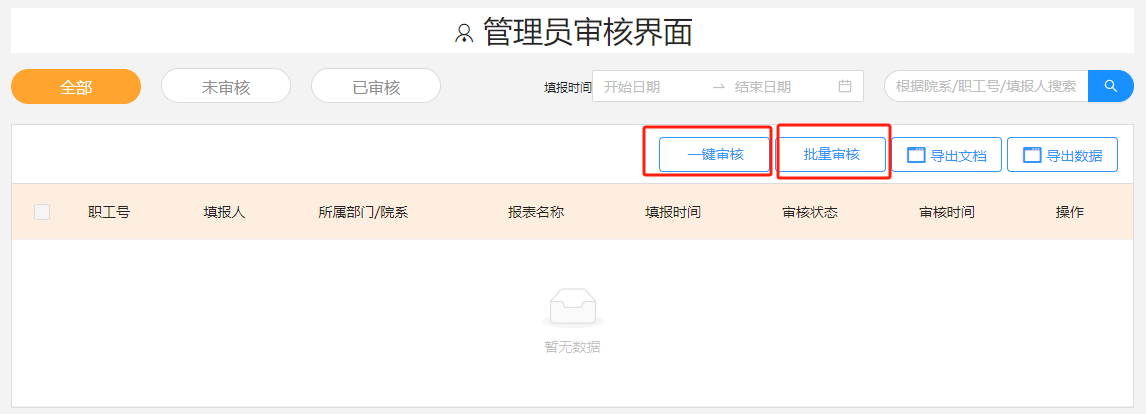 管理员审核界面
全部 未审核 已审核 填报时间 开始日期 → 结束日期 根据院系/职工号/填报人搜索
一键审核 批量审核 导出文档 导出数据
职工号 填报人 所属部门/院系 报表名称 填报时间 审核状态 审核时间 操作
暂无数据